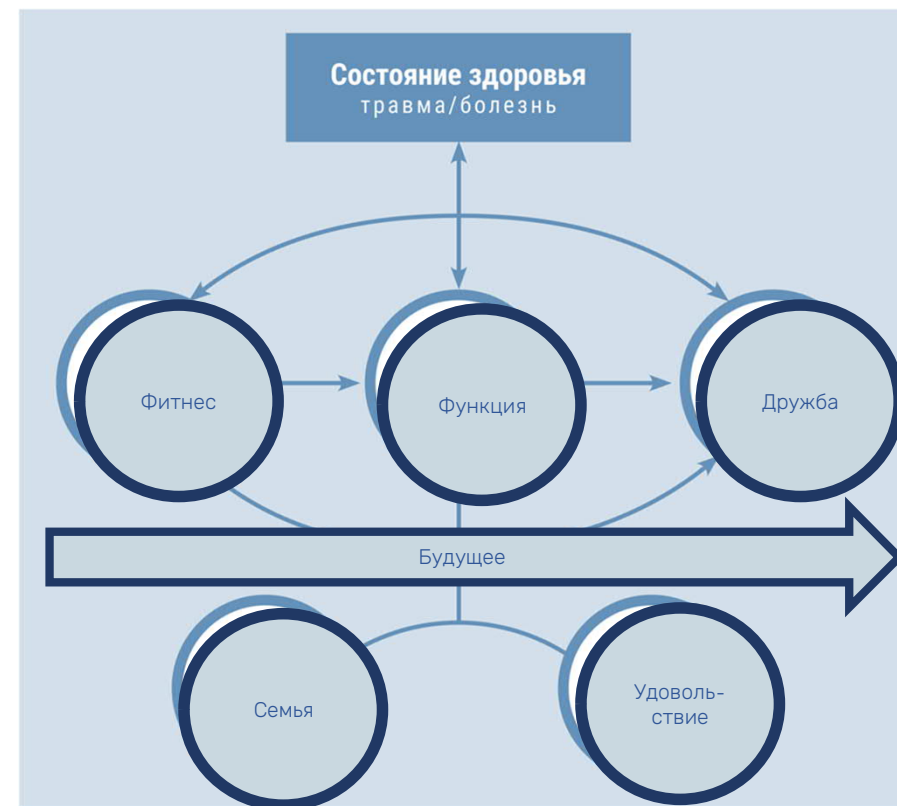 Состояние здоровья
травма/болезнь
Фитнес
Функция
Дружба
Будущее
Семья
Удоволь-
ствие